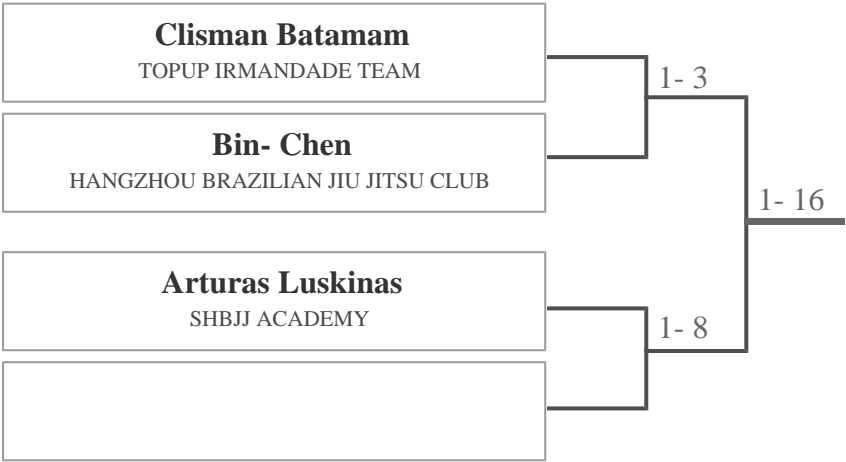 Clisman Batamam
TOPUP IRMANDADE TEAM
1- 3
Bin- Chen
HANGZHOU BRAZILIAN JIU JITSU CLUB
1- 16
Arturas Luskinas
SHBJJ ACADEMY
1- 8